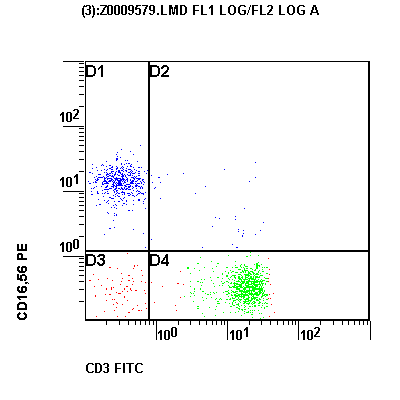 (3):Z0009579.LMD FL1 LOG/FL2 LOG A
D1 D2
10²
10¹
10⁰
D3 D4
10⁰ 10¹ 10²
CD16,56 PE
CD3 FITC